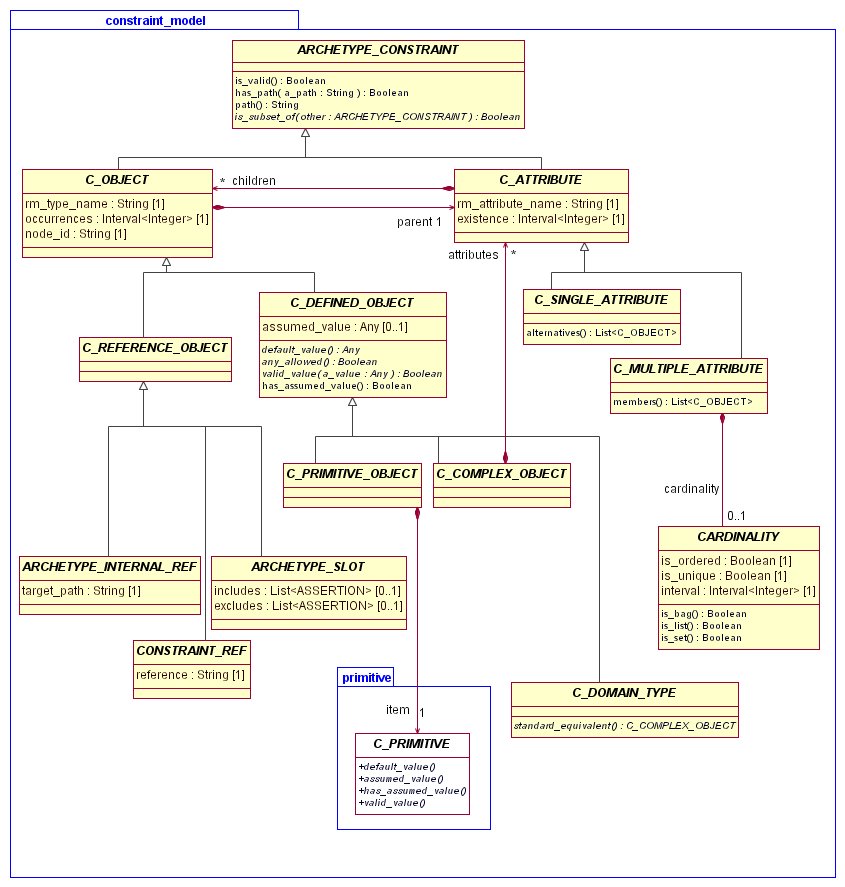 constraint_model
ARCHETYPE_CONSTRAINT
is_valid() : Boolean
has_path( a_path : String ) : Boolean
path() : String
is_subset_of( other : ARCHETYPE_CONSTRAINT ) : Boolean
C_OBJECT
rm_type_name : String [1]
occurrences : Interval<Integer> [1]
node_id : String [1]
* children
parent 1
C_ATTRIBUTE
rm_attribute_name : String [1]
existence : Interval<Integer> [1]
attributes *
C_REFERENCE_OBJECT
C_DEFINED_OBJECT
assumed_value : Any [0..1]
default_value() : Any
any_allowed() : Boolean
valid_value( a_value : Any ) : Boolean
has_assumed_value() : Boolean
C_SINGLE_ATTRIBUTE
alternatives() : List<C_OBJECT>
C_MULTIPLE_ATTRIBUTE
members() : List<C_OBJECT>
cardinality
0..1
C_PRIMITIVE_OBJECT
C_COMPLEX_OBJECT
ARCHETYPE_INTERNAL_REF
target_path : String [1]
ARCHETYPE_SLOT
includes : List<ASSERTION> [0..1]
excludes : List<ASSERTION> [0..1]
CARDINALITY
is_ordered : Boolean [1]
is_unique : Boolean [1]
interval : Interval<Integer> [1]
is_bag() : Boolean
is_list() : Boolean
is_set() : Boolean
CONSTRAINT_REF
reference : String [1]
primitive
item 1
C_PRIMITIVE
+default_value()
+assumed_value()
+has_assumed_value()
+valid_value()
C_DOMAIN_TYPE
standard_equivalent() : C_COMPLEX_OBJECT